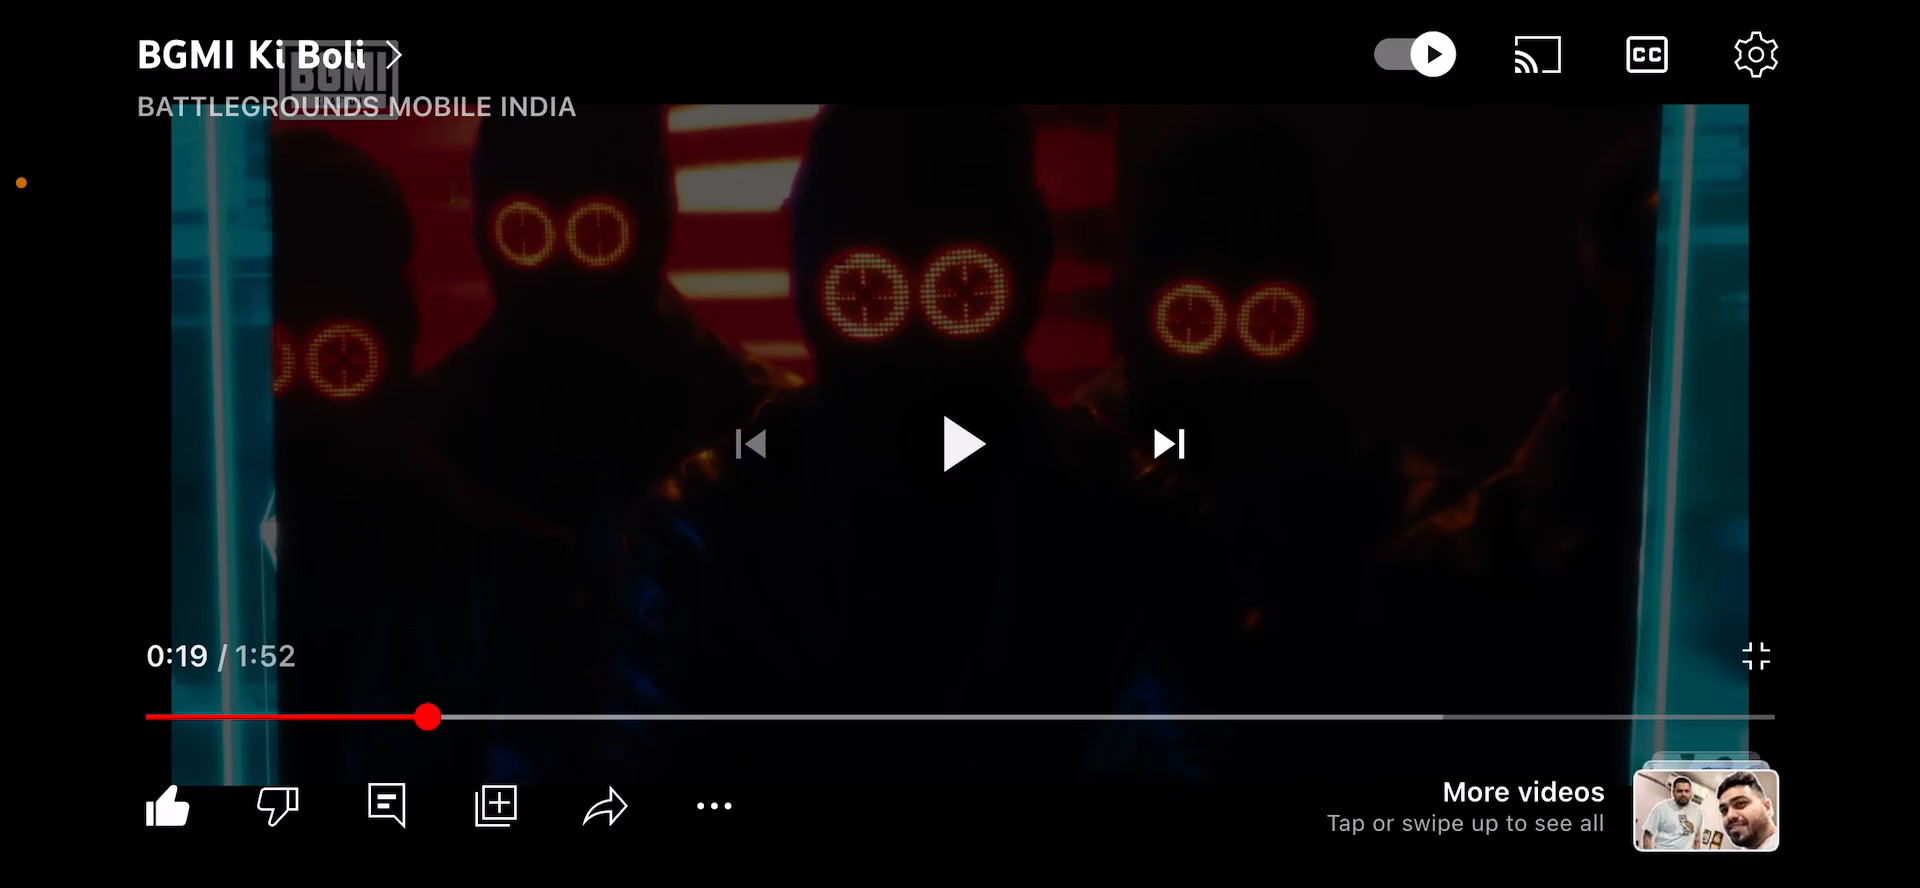 BGMI Ki Boli
BGMI
BATTLEGROUNDS MOBILE INDIA
CC
0:19 / 1:52
More videos
Tap or swipe up to see all